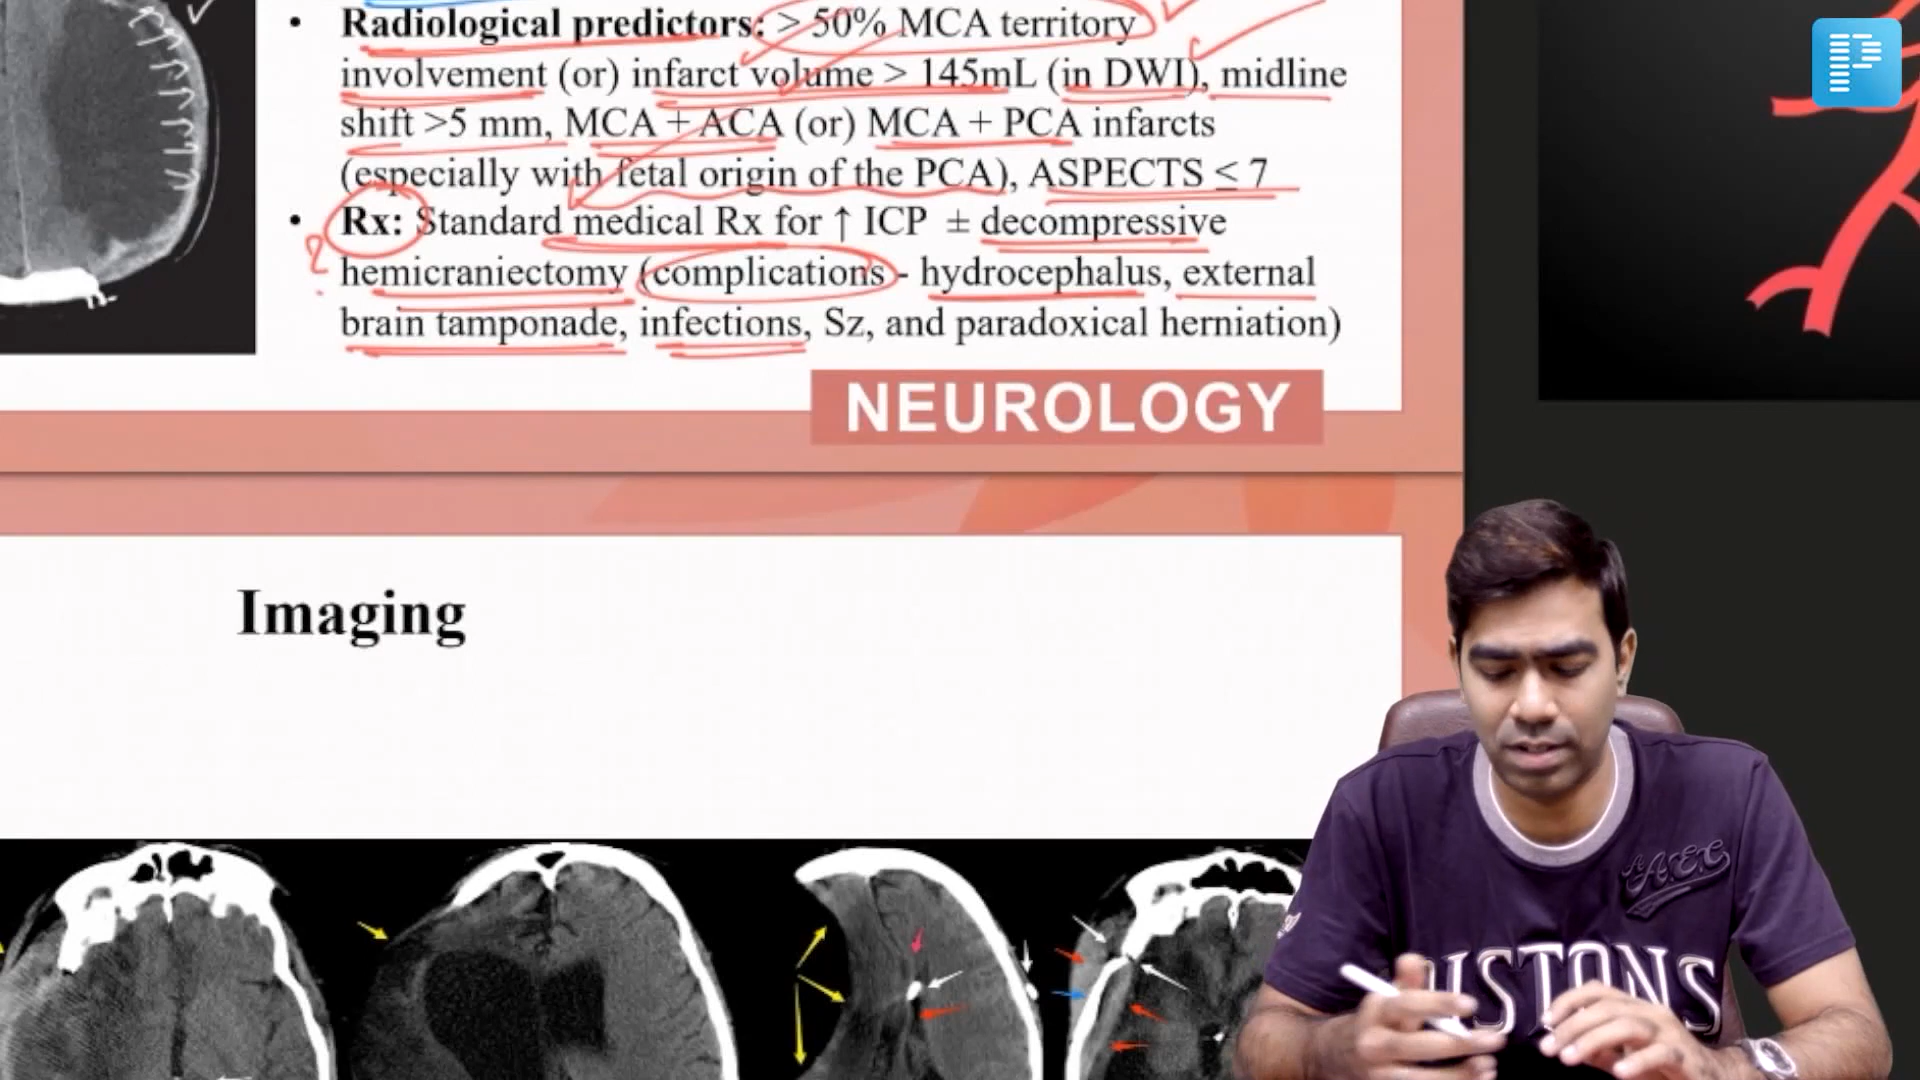 • Radiological predictors: > 50% MCA territory
involvement (or) infarct volume > 145mL (in DWI), midline
shift >5 mm, MCA + ACA (or) MCA + PCA infarcts
(especially with fetal origin of the PCA), ASPECTS ≤ 7
• Rx: Standard medical Rx for ↑ ICP ± decompressive
hemicraniectomy (complications - hydrocephalus, external
brain tamponade, infections, Sz, and paradoxical herniation)
NEUROLOGY
Imaging
P